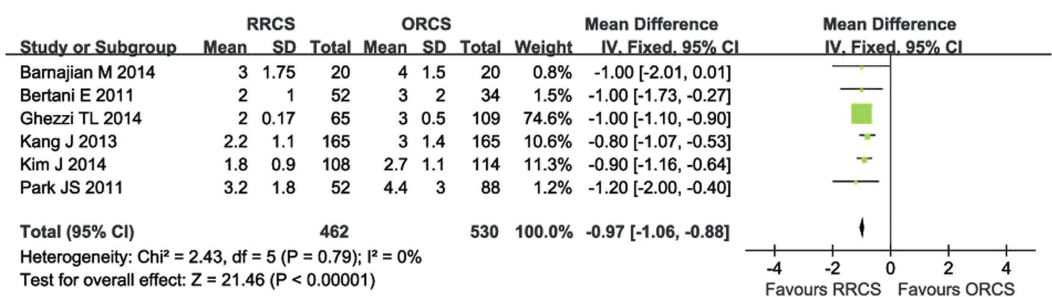 RRCS ORCS Mean Difference Mean Difference
Study or Subgroup Mean SD Total Mean SD Total Weight IV, Fixed, 95% CI IV, Fixed, 95% CI
Barnajian M 2014 3 1.75 20 4 1.5 20 0.8% -1.00 [-2.01, 0.01]
Bertani E 2011 2 1 52 3 2 34 1.5% -1.00 [-1.73, -0.27]
Ghezzi TL 2014 2 0.17 65 3 0.5 109 74.6% -1.00 [-1.10, -0.90]
Kang J 2013 2.2 1.1 165 3 1.4 165 10.6% -0.80 [-1.07, -0.53]
Kim J 2014 1.8 0.9 108 2.7 1.1 114 11.3% -0.90 [-1.16, -0.64]
Park JS 2011 3.2 1.8 52 4.4 3 88 1.2% -1.20 [-2.00, -0.40]
Total (95% CI) 462 530 100.0% -0.97 [-1.06, -0.88]
Heterogeneity: Chi² = 2.43, df = 5 (P = 0.79); I² = 0%
Test for overall effect: Z = 21.46 (P < 0.00001)
-4 -2 0 2 4
Favours RRCS Favours ORCS